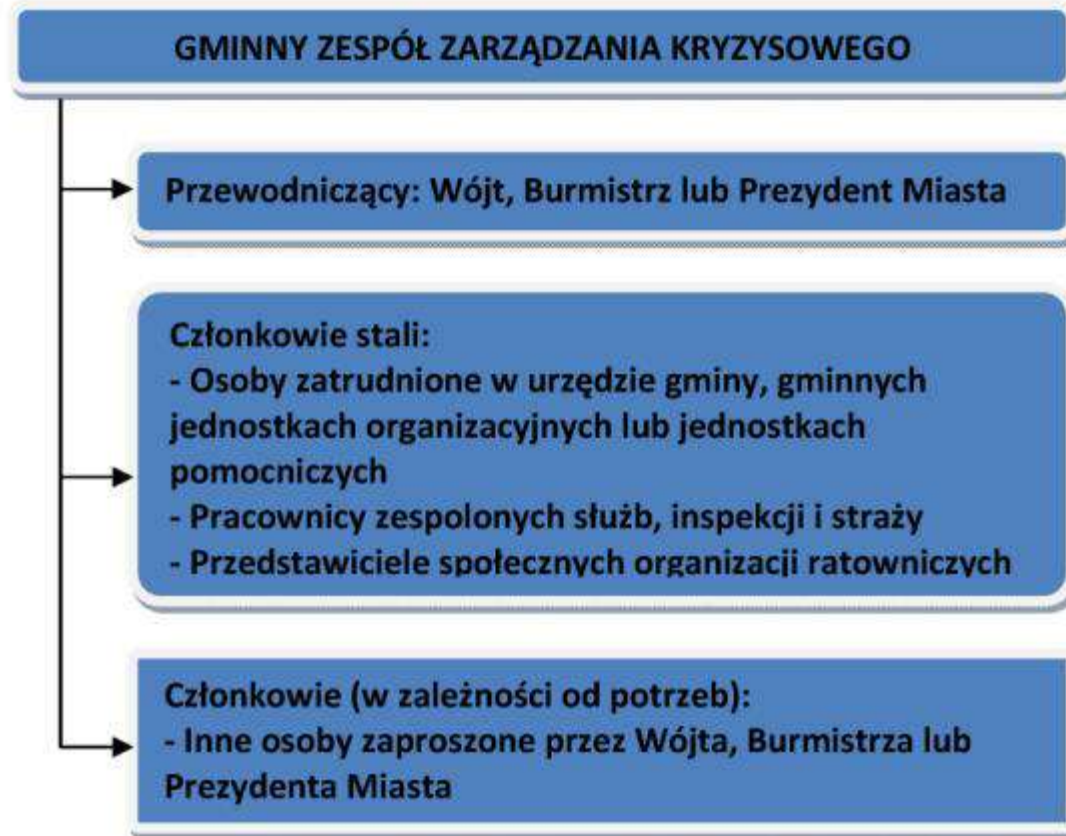 GMINNY ZESPÓŁ ZARZĄDZANIA KRYZYSOWEGO
Przewodniczący: Wójt, Burmistrz lub Prezydent Miasta
Członkowie stali:
- Osoby zatrudnione w urzędzie gminy, gminnych
jednostkach organizacyjnych lub jednostkach
pomocniczych
- Pracownicy zespolonych służb, inspekcji i straży
- Przedstawiciele społecznych organizacji ratowniczych
Członkowie (w zależności od potrzeb):
- Inne osoby zaproszone przez Wójta, Burmistrza lub
Prezydenta Miasta